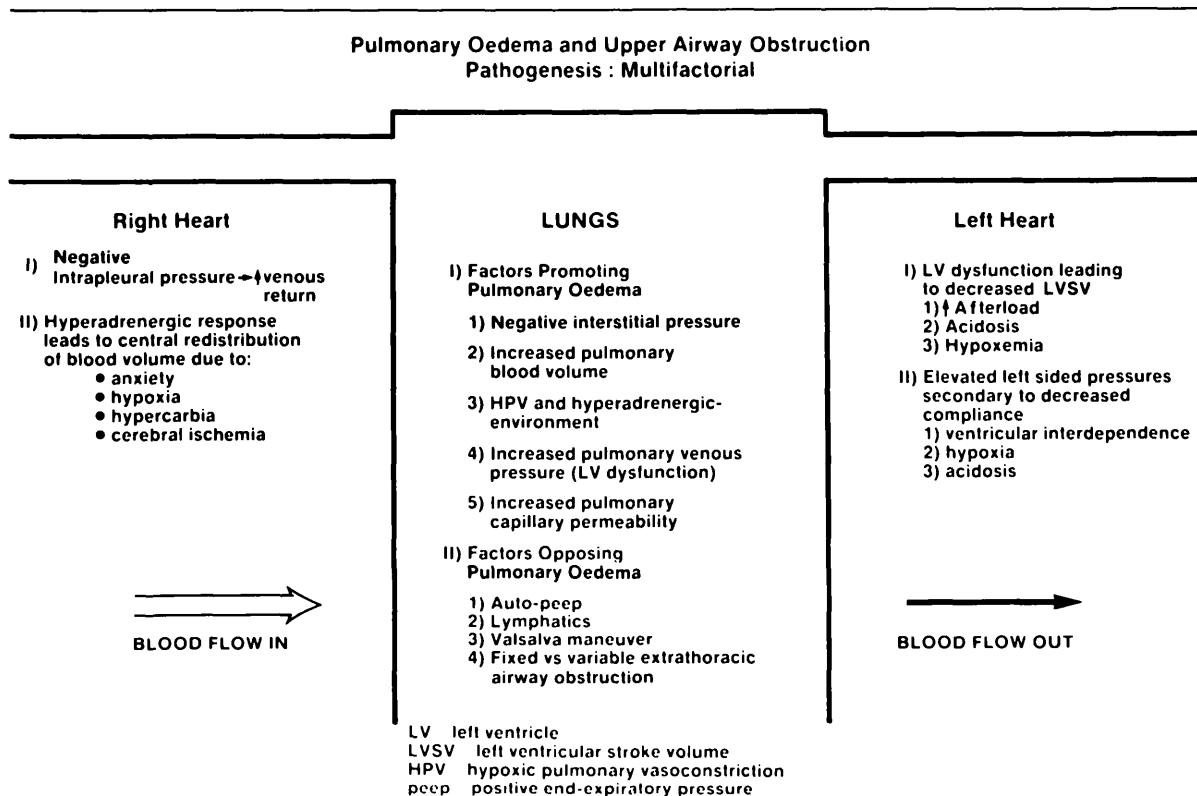 Pulmonary Oedema and Upper Airway Obstruction
Pathogenesis : Multifactorial
Right Heart
I) Negative
Intrapleural pressure→↑venous
return
II) Hyperadrenergic response
leads to central redistribution
of blood volume due to:
• anxiety
• hypoxia
• hypercarbia
• cerebral ischemia
BLOOD FLOW IN
LUNGS
I) Factors Promoting
Pulmonary Oedema
1) Negative interstitial pressure
2) Increased pulmonary
blood volume
3) HPV and hyperadrenergic-
environment
4) Increased pulmonary venous
pressure (LV dysfunction)
5) Increased pulmonary
capillary permeability
II) Factors Opposing
Pulmonary Oedema
1) Auto-peep
2) Lymphatics
3) Valsalva maneuver
4) Fixed vs variable extrathoracic
airway obstruction
Left Heart
I) LV dysfunction leading
to decreased LVSV
1)↑ Afterload
2) Acidosis
3) Hypoxemia
II) Elevated left sided pressures
secondary to decreased
compliance
1) ventricular interdependence
2) hypoxia
3) acidosis
BLOOD FLOW OUT
LV left ventricle
LVSV left ventricular stroke volume
HPV hypoxic pulmonary vasoconstriction
peep positive end-expiratory pressure